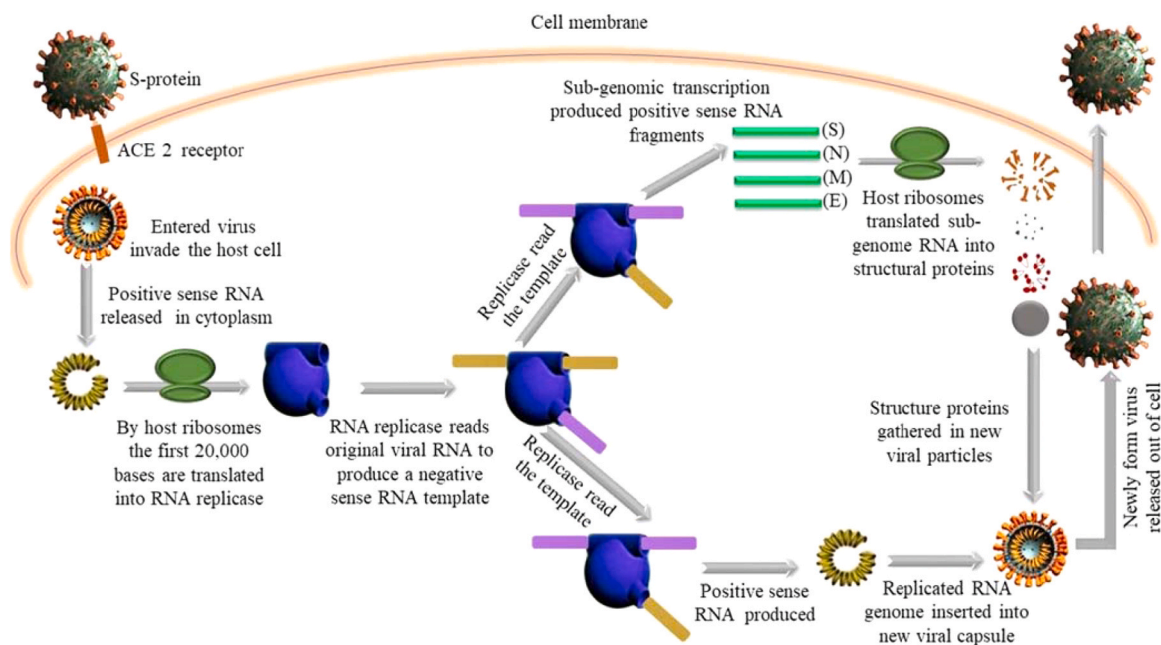 Cell membrane
S-protein
ACE 2 receptor
Entered virus
invade the host cell
Positive sense RNA
released in cytoplasm
By host ribosomes
the first 20,000
bases are translated
into RNA replicase
RNA replicase reads
original viral RNA to
produce a negative
sense RNA template
Replicase read
the template
Sub-genomic transcription
produced positive sense RNA
fragments
(S)
(N)
(M)
(E)
Host ribosomes
translated sub-
genome RNA into
structural proteins
Structure proteins
gathered in new
viral particles
Replicase read
the template
Positive sense
RNA produced
Replicated RNA
genome inserted into
new viral capsule
Newly form virus
released out of cell